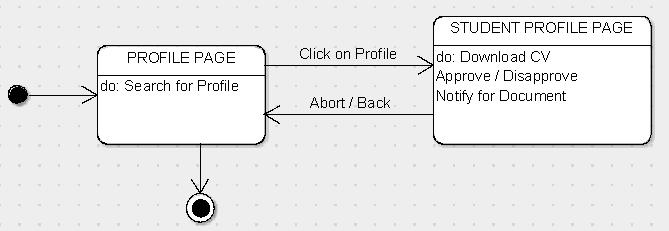 PROFILE PAGE
do: Search for Profile
Click on Profile
Abort / Back
STUDENT PROFILE PAGE
do: Download CV
Approve / Disapprove
Notify for Document